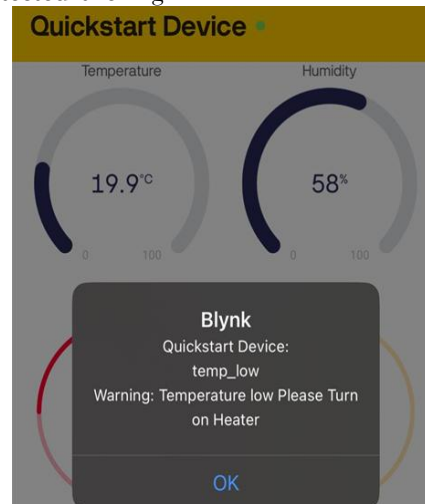 Quickstart Device
Temperature
Humidity
19.9°C
58%
0
100
0
100
Blynk
Quickstart Device:
temp_low
Warning: Temperature low Please Turn
on Heater
OK